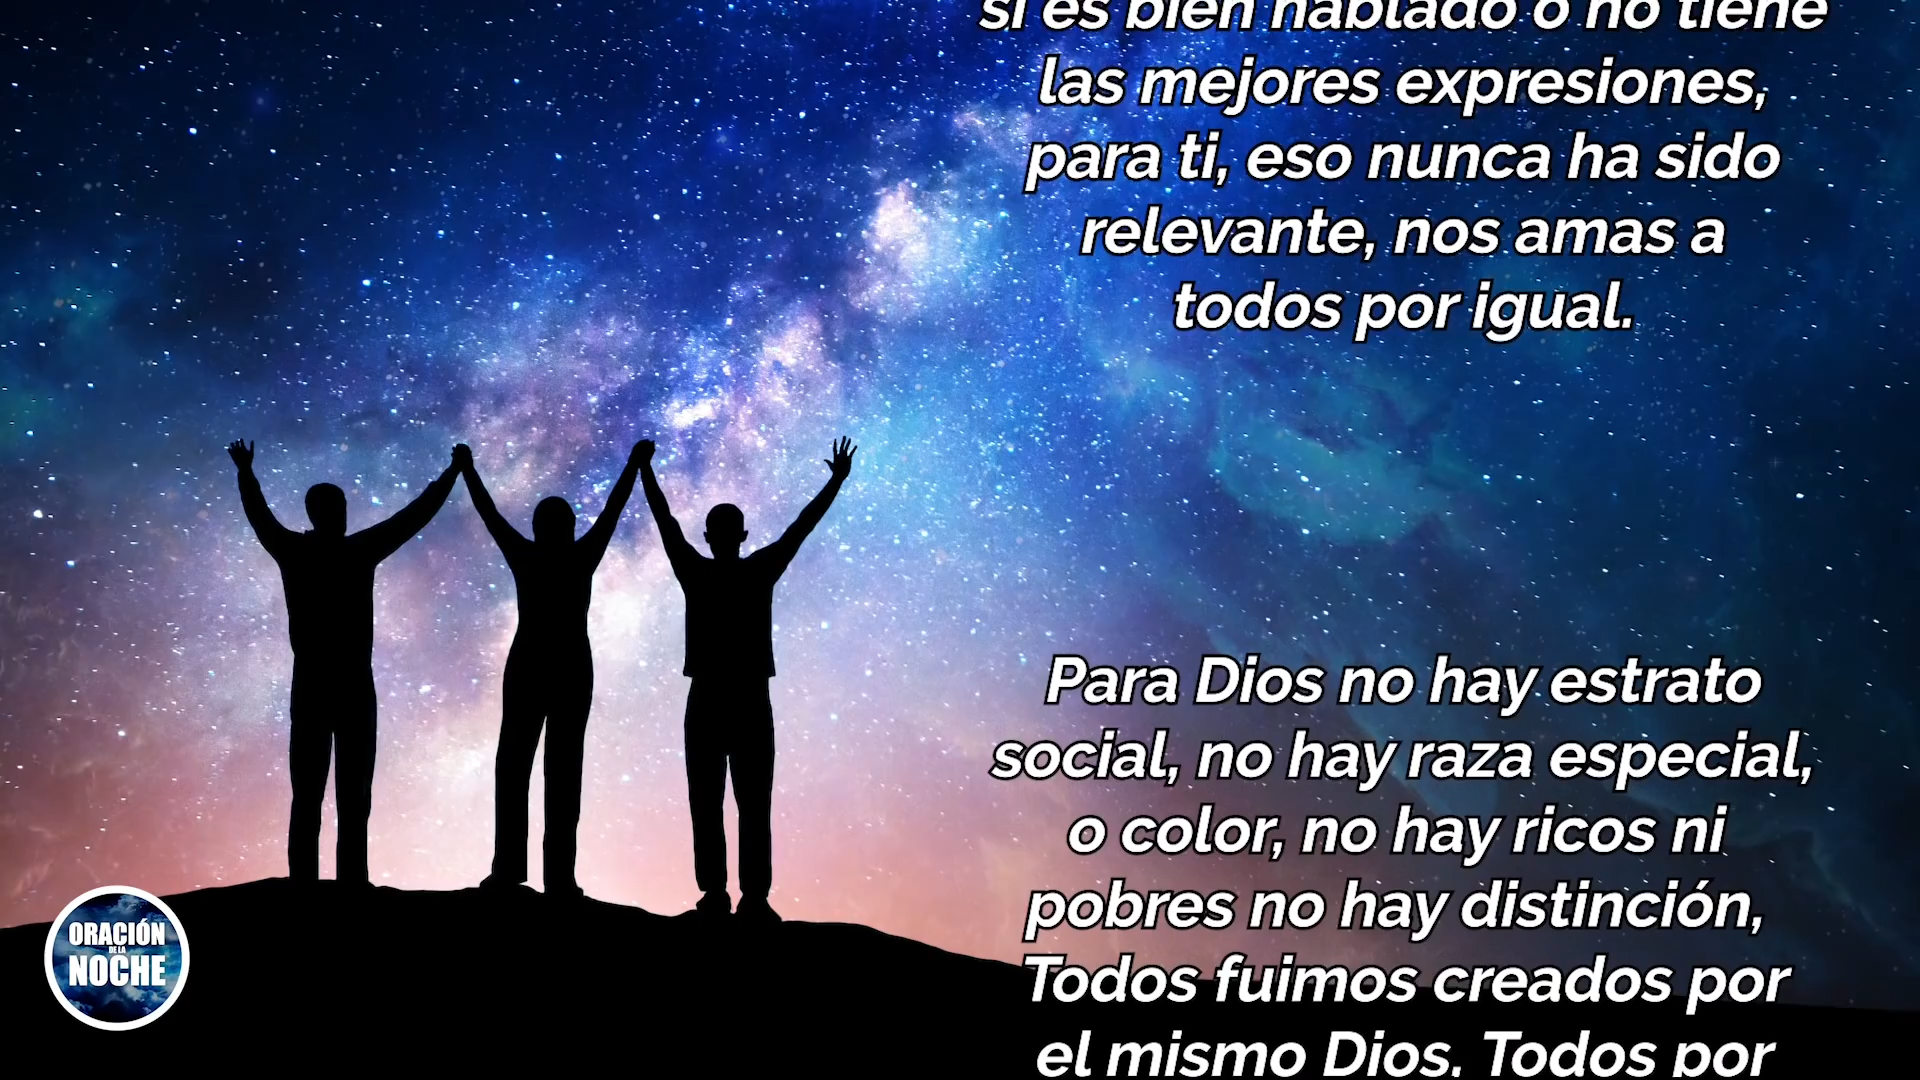 si es bien hablado o no tiene
las mejores expresiones,
para ti, eso nunca ha sido
relevante, nos amas a
todos por igual.
Para Dios no hay estrato
social, no hay raza especial,
o color, no hay ricos ni
pobres no hay distinción,
Todos fuimos creados por
el mismo Dios. Todos por
ORACIÓN
DE LA
NOCHE